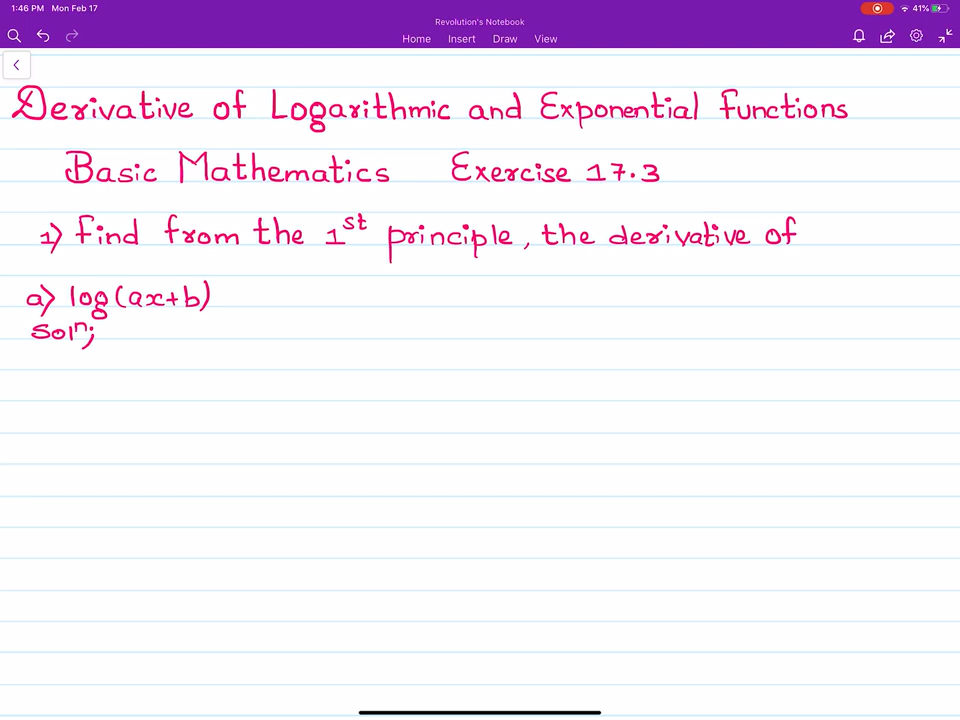 1:46 PM Mon Feb 17
41%
Revolution's Notebook
Home Insert Draw View
Derivative of Logarithmic and Exponential Functions
Basic Mathematics Exercise 17.3
1) Find from the 1st principle, the derivative of
a) log(ax+b)
Solⁿ;